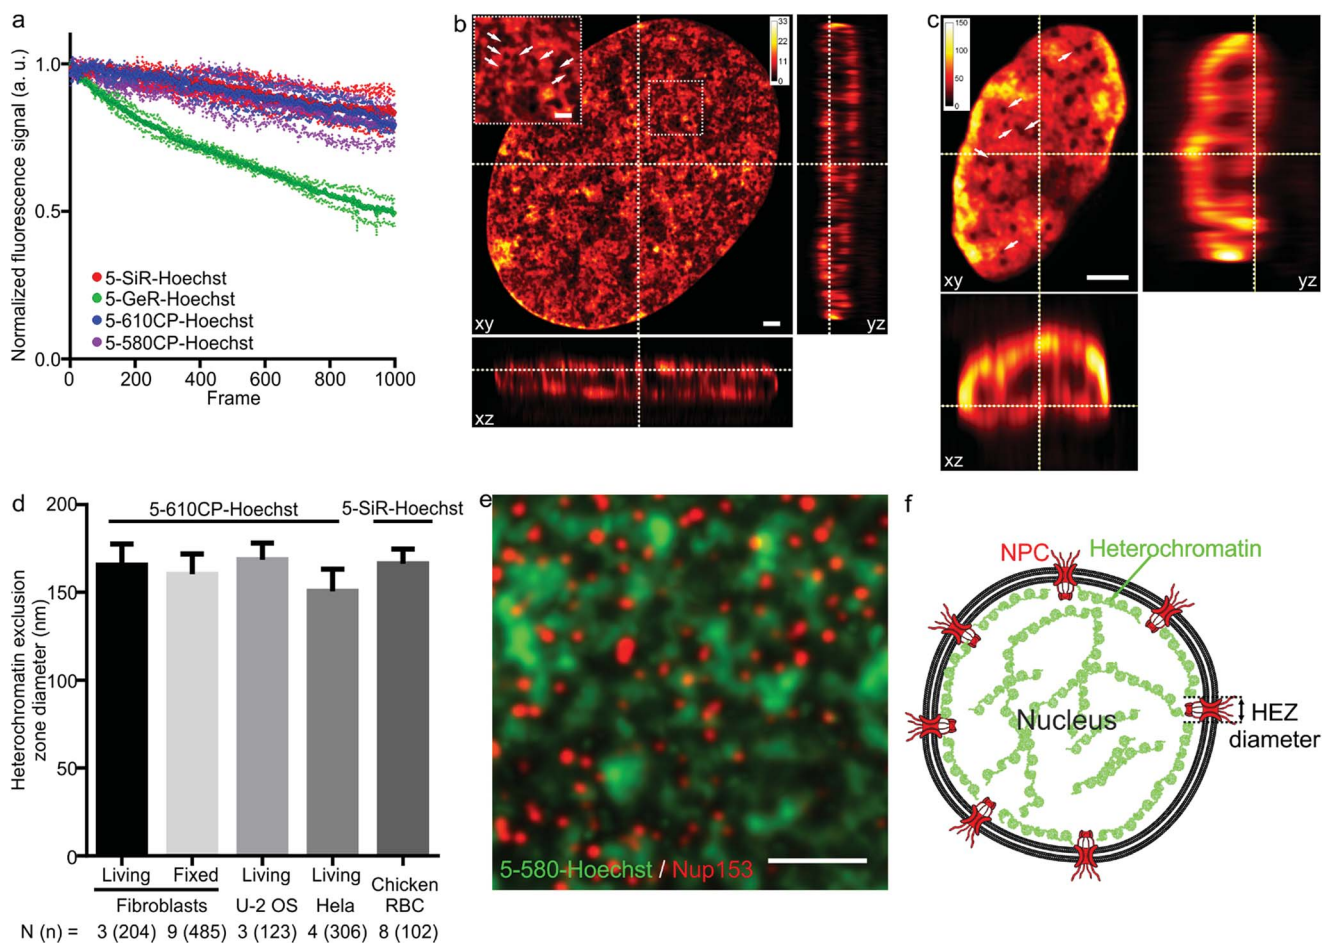 a
Normalized fluorescence signal (a. u.)
1.0
0.5
0.0
0
200
400
600
800
1000
Frame
5-SiR-Hoechst
5-GeR-Hoechst
5-610CP-Hoechst
5-580CP-Hoechst
b
33
22
11
0
xy
yz
xz
c
150
100
50
0
xy
yz
xz
d
Heterochromatin exclusion
zone diameter (nm)
200
150
100
50
0
5-610CP-Hoechst
5-SiR-Hoechst
Living
Fixed
Living
Living
Chicken
RBC
Fibroblasts
U-2 OS
Hela
N (n) = 3 (204) 9 (485) 3 (123) 4 (306) 8 (102)
e
5-580-Hoechst / Nup153
f
NPC
Heterochromatin
Nucleus
HEZ
diameter